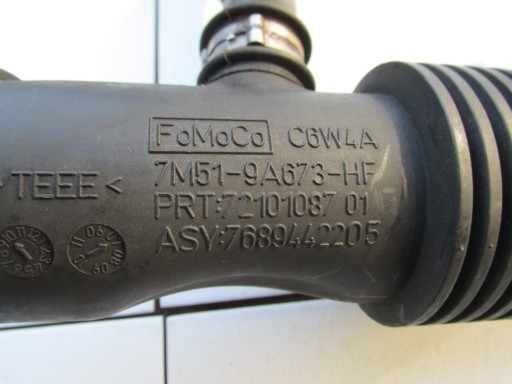 FoMoCo C6W4A
>TEEE< 7M51-9A673-HF
PRT:72101087 01
ASY:7689442205